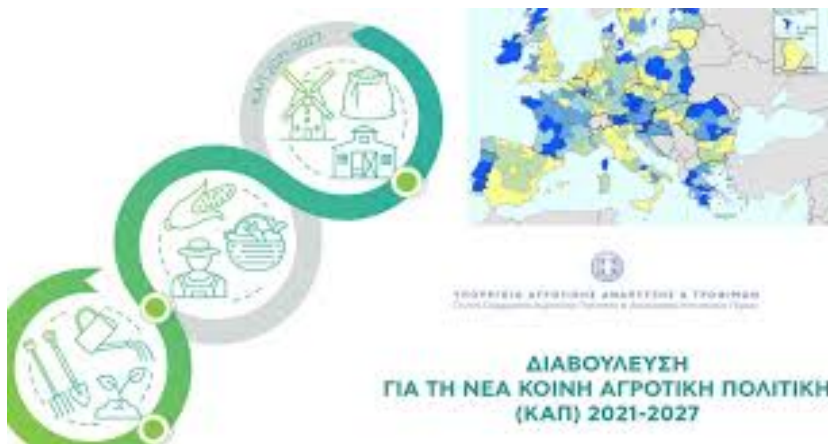 ΚΑΠ 2021-2027
ΥΠΟΥΡΓΕΙΟ ΑΓΡΟΤΙΚΗΣ ΑΝΑΠΤΥΞΗΣ & ΤΡΟΦΙΜΩΝ
ΔΙΑΒΟΥΛΕΥΣΗ
ΓΙΑ ΤΗ ΝΕΑ ΚΟΙΝΗ ΑΓΡΟΤΙΚΗ ΠΟΛΙΤΙΚΗ
(ΚΑΠ) 2021-2027